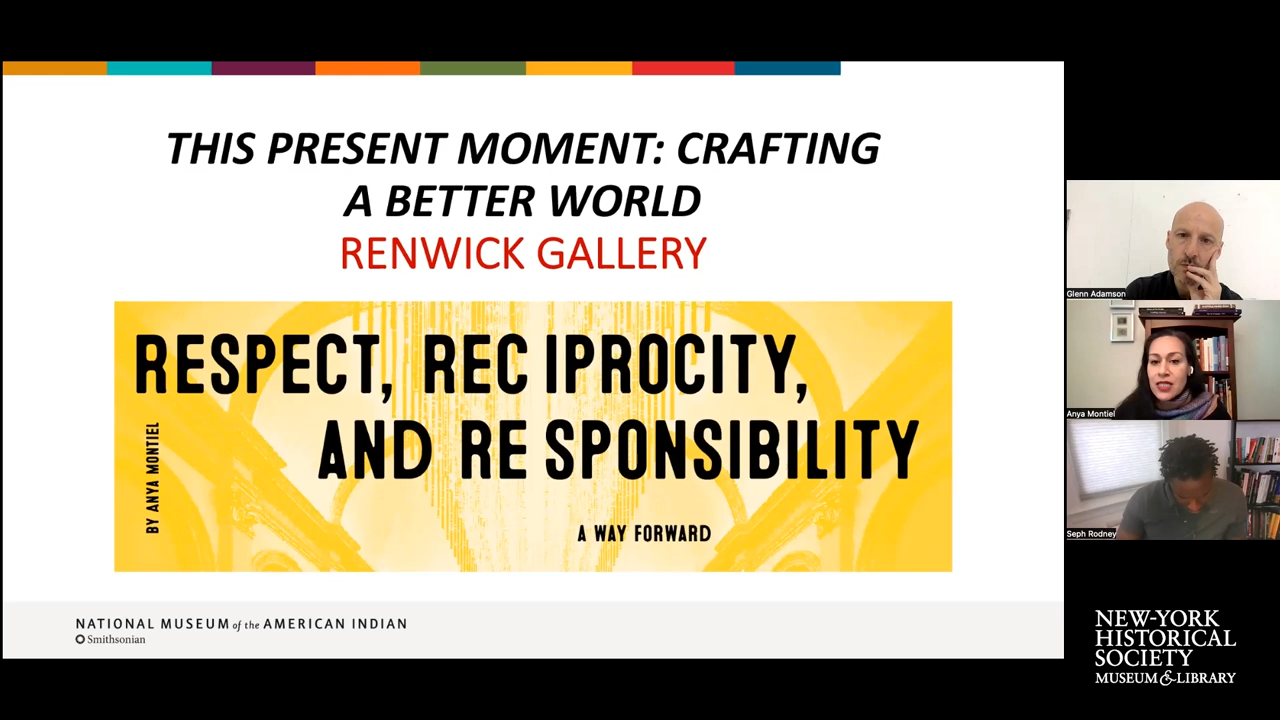 THIS PRESENT MOMENT: CRAFTING
A BETTER WORLD
RENWICK GALLERY
RESPECT, RECIPROCITY,
AND RESPONSIBILITY
BY ANYA MONTIEL
A WAY FORWARD
NATIONAL MUSEUM of the AMERICAN INDIAN
Smithsonian
Glenn Adamson
Anya Montiel
Seph Rodney
NEW-YORK
HISTORICAL
SOCIETY
MUSEUM & LIBRARY